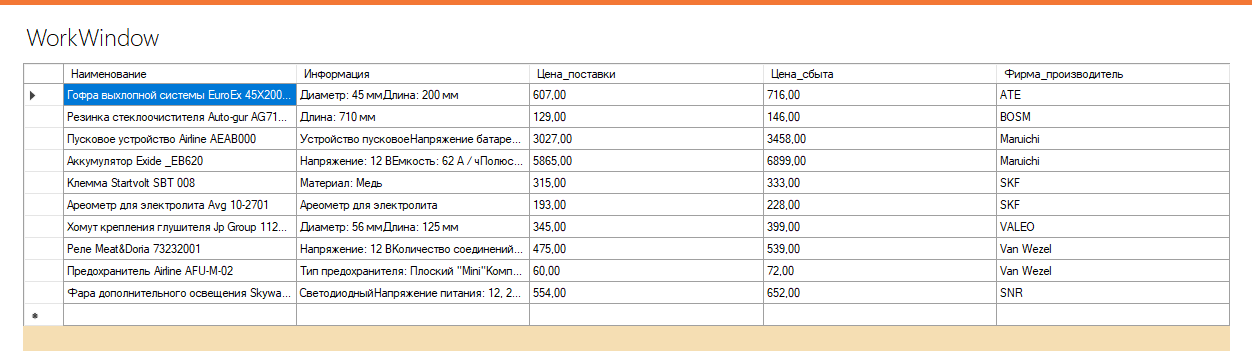 WorkWindow
Наименование Информация Цена_поставки Цена_сбыта Фирма_производитель
Гофра выхлопной системы EuroEx 45X200... Диаметр: 45 ммДлина: 200 мм 607,00 716,00 ATE
Резинка стеклоочистителя Auto-gur AG71... Длина: 710 мм 129,00 146,00 BOSM
Пусковое устройство Airline AEAB000 Устройство пусковоеНапряжение батаре... 3027,00 3458,00 Maruichi
Аккумулятор Exide _EB620 Напряжение: 12 ВЕмкость: 62 А / чПолюс... 5865,00 6899,00 Maruichi
Клемма Startvolt SBT 008 Материал: Медь 315,00 333,00 SKF
Ареометр для электролита Avg 10-2701 Ареометр для электролита 193,00 228,00 SKF
Хомут крепления глушителя Jp Group 112... Диаметр: 56 ммДлина: 125 мм 345,00 399,00 VALEO
Реле Meat&Doria 73232001 Напряжение: 12 ВКоличество соединений... 475,00 539,00 Van Wezel
Предохранитель Airline AFU-M-02 Тип предохранителя: Плоский "Mini"Комп... 60,00 72,00 Van Wezel
Фара дополнительного освещения Skywa... СветодиодныйНапряжение питания: 12, 2... 554,00 652,00 SNR